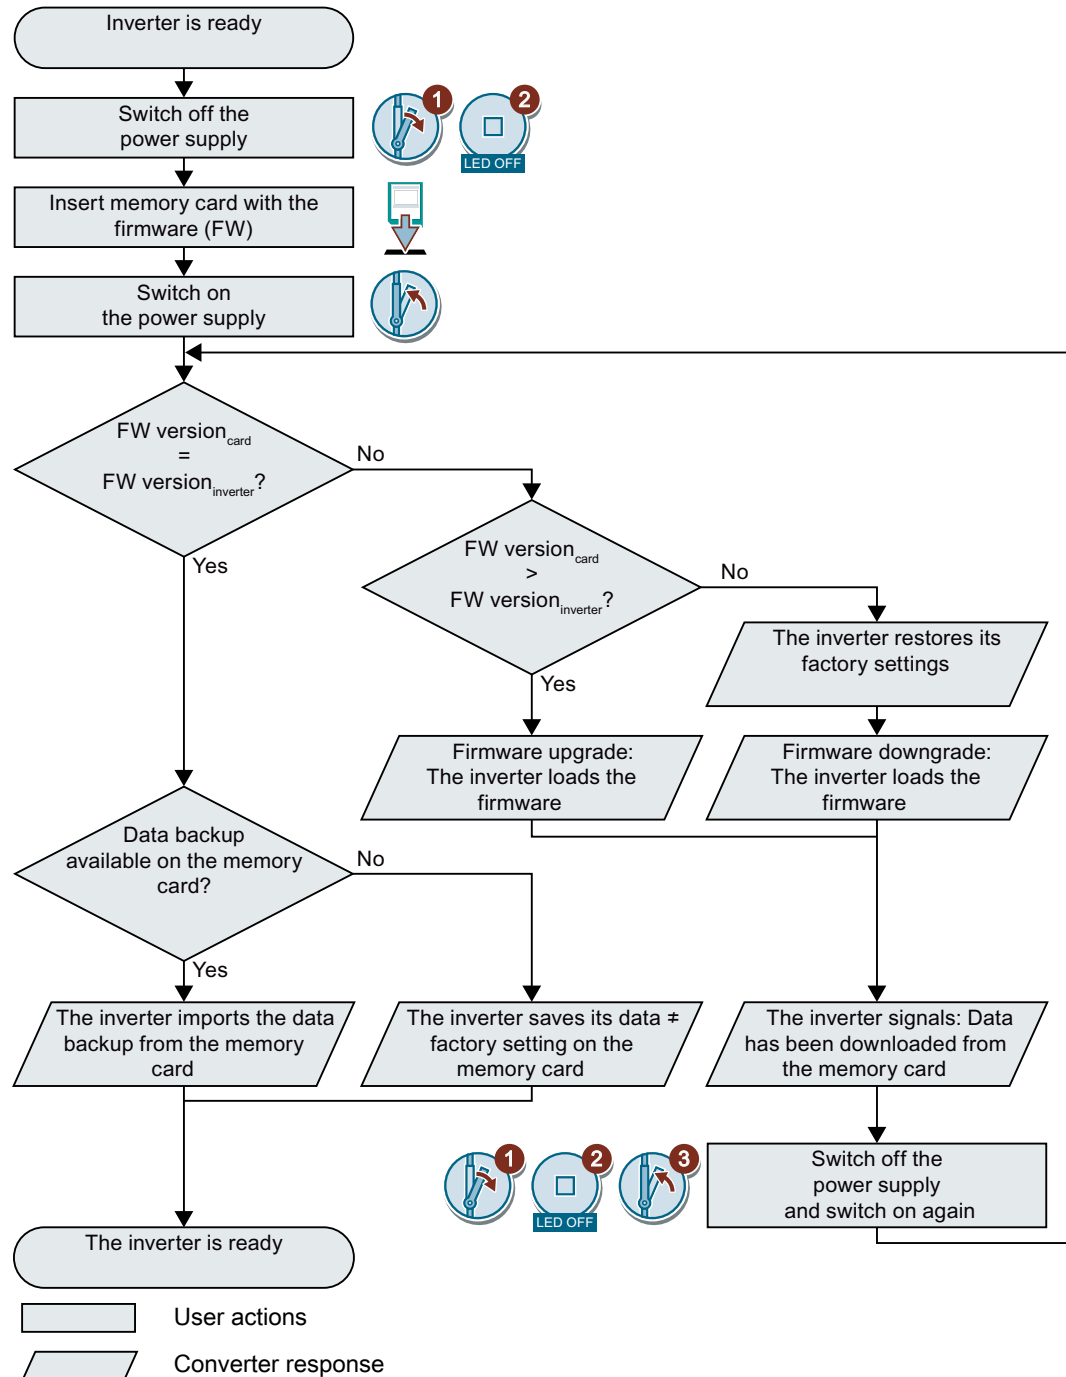 Inverter is ready
Switch off the
power supply
1
2
LED OFF
Insert memory card with the
firmware (FW)
Switch on
the power supply
FW version card
=
FW version inverter?
No
Yes
FW version card
>
FW version inverter?
No
Yes
The inverter restores its
factory settings
Firmware upgrade:
The inverter loads the
firmware
Firmware downgrade:
The inverter loads the
firmware
Data backup
available on the memory
card?
No
Yes
The inverter imports the data
backup from the memory
card
The inverter saves its data ≠
factory setting on the
memory card
The inverter signals: Data
has been downloaded from
the memory card
1
2
3
LED OFF
Switch off the
power supply
and switch on again
The inverter is ready
User actions
Converter response